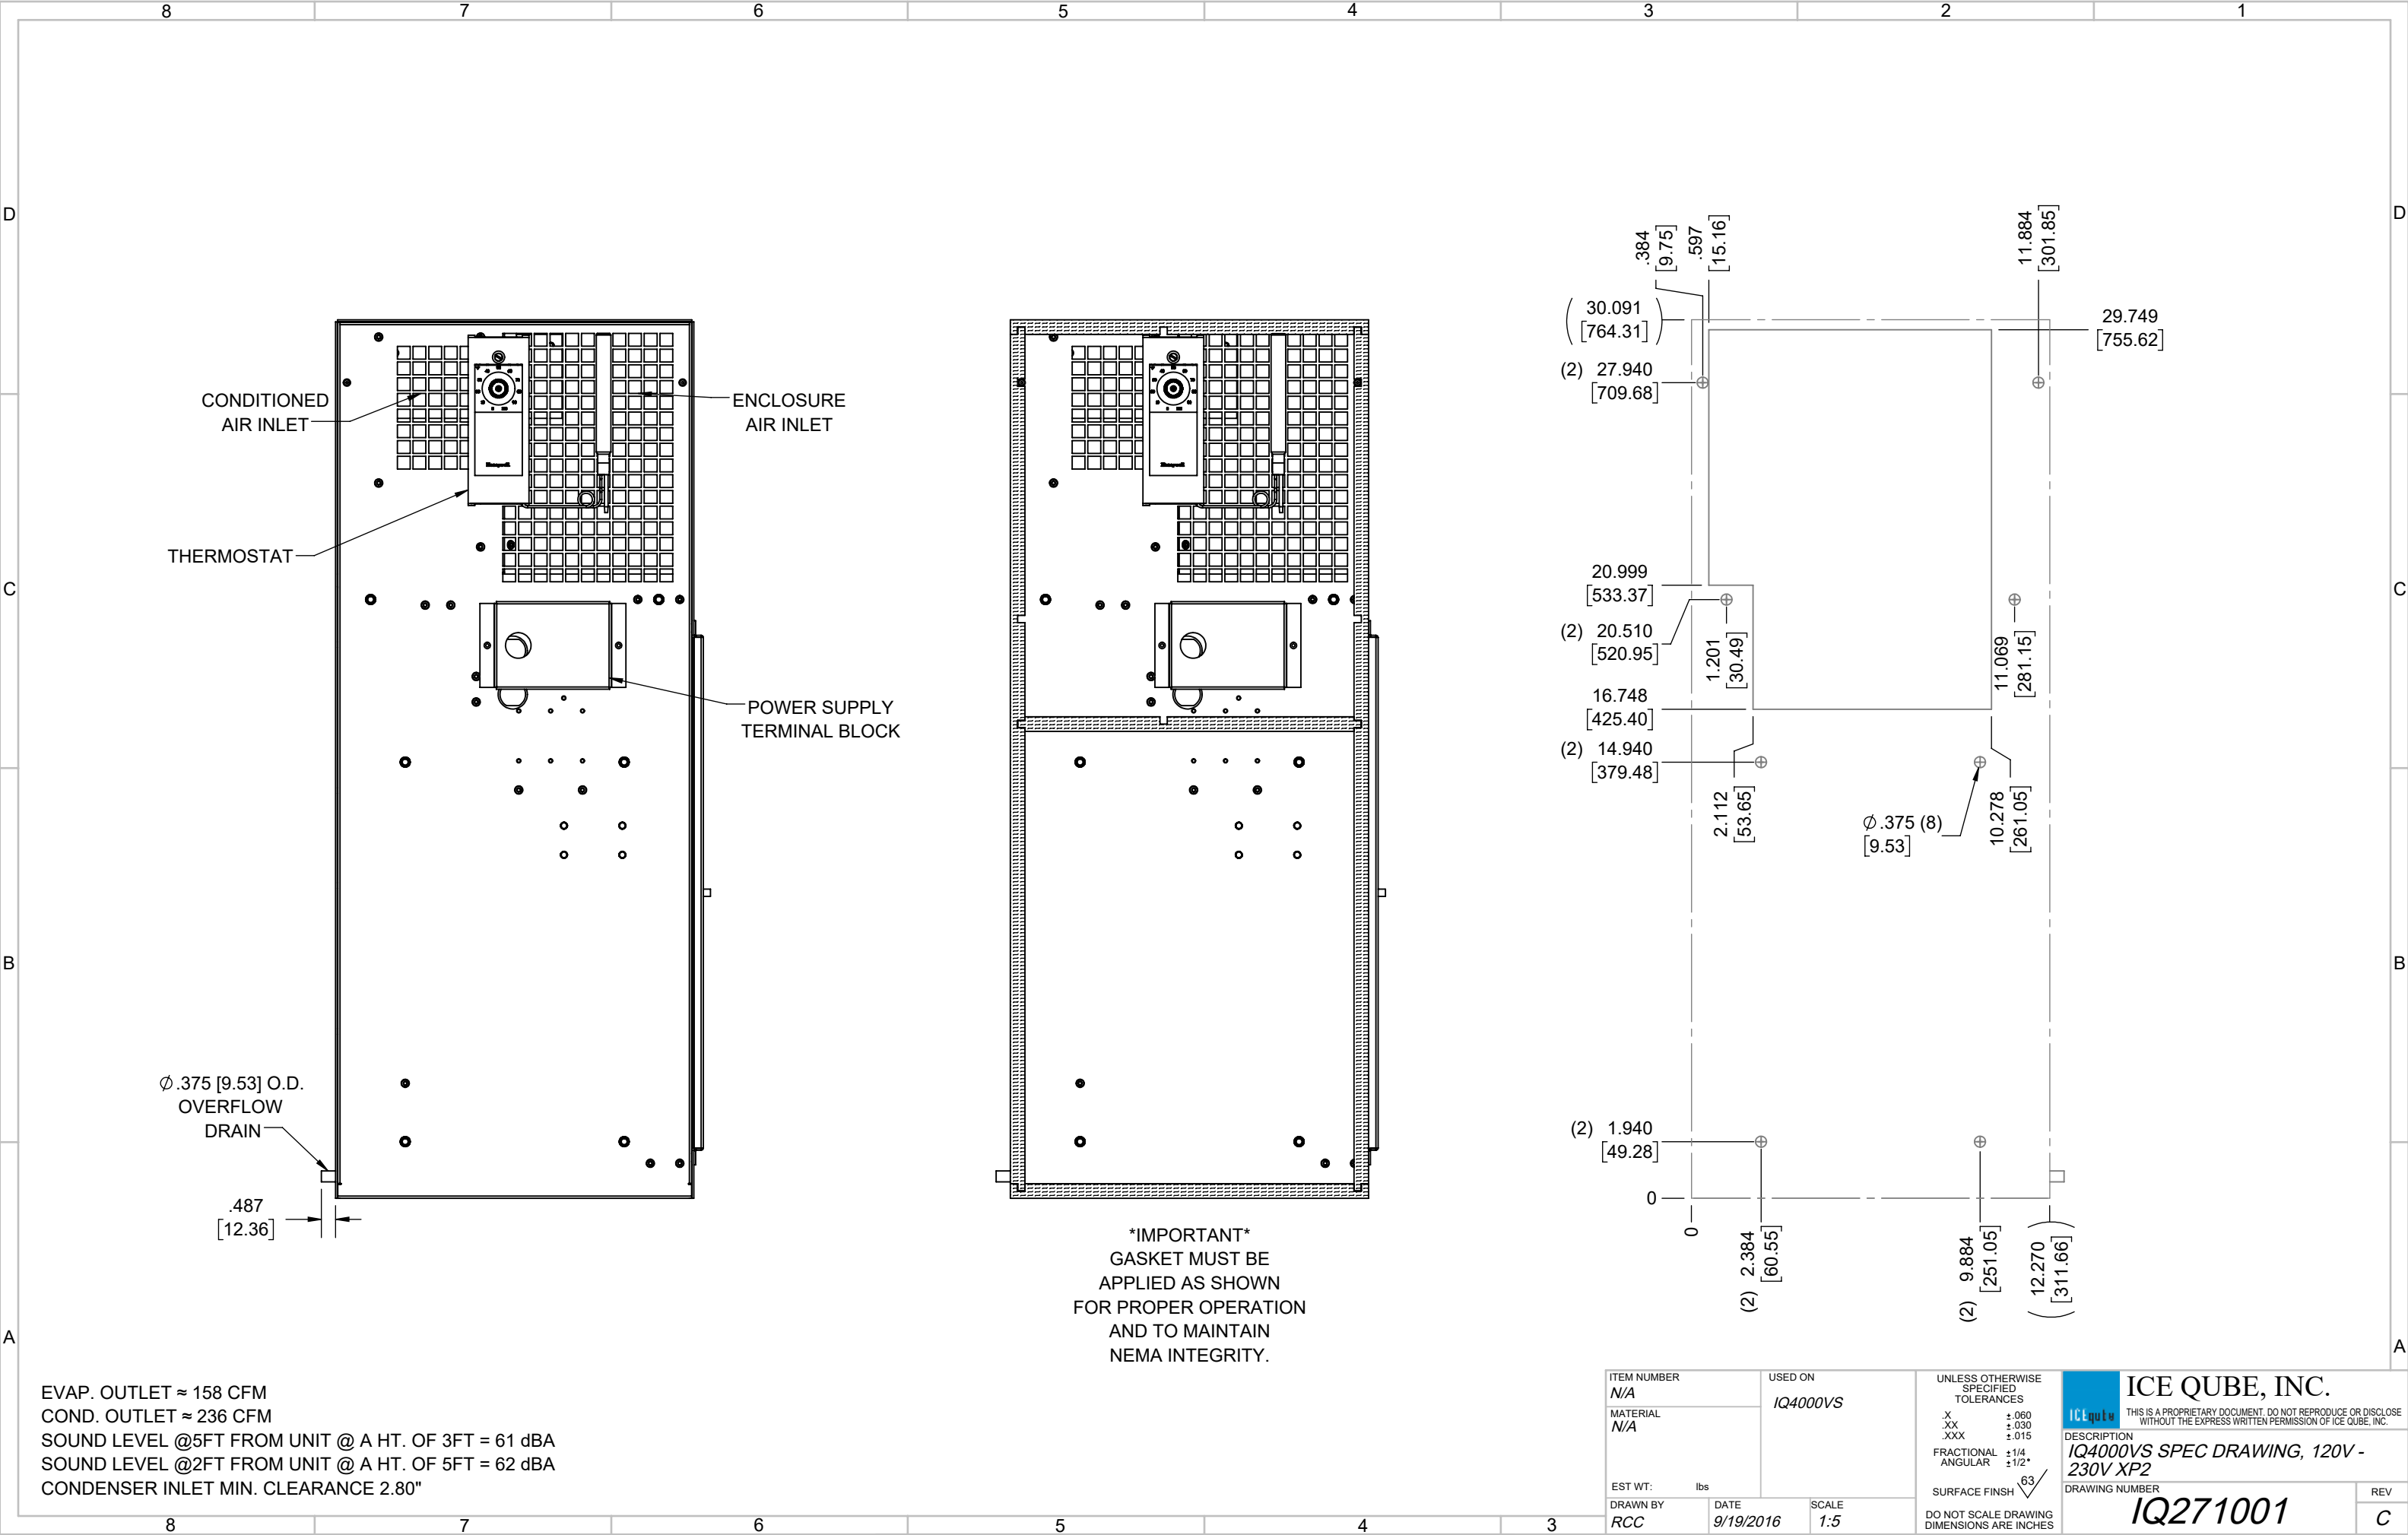 8 7 6 5 4 3 2 1
D
D
C
C
B
B
A
A
CONDITIONED
AIR INLET
THERMOSTAT
ENCLOSURE
AIR INLET
POWER SUPPLY
TERMINAL BLOCK
Ø.375 [9.53] O.D.
OVERFLOW
DRAIN
.487
[12.36]
Honeywell
Honeywell
*IMPORTANT*
GASKET MUST BE
APPLIED AS SHOWN
FOR PROPER OPERATION
AND TO MAINTAIN
NEMA INTEGRITY.
.384
[9.75]
.597
[15.16]
11.884
[301.85]
(30.091
[764.31])
29.749
[755.62]
(2) 27.940
[709.68]
20.999
[533.37]
(2) 20.510
[520.95]
1.201
[30.49]
11.069
[281.15]
16.748
[425.40]
(2) 14.940
[379.48]
2.112
[53.65]
Ø.375 (8)
[9.53]
10.278
[261.05]
(2) 1.940
[49.28]
0
0
(2) 2.384
[60.55]
(2) 9.884
[251.05]
(12.270
[311.66])
EVAP. OUTLET ≈ 158 CFM
COND. OUTLET ≈ 236 CFM
SOUND LEVEL @5FT FROM UNIT @ A HT. OF 3FT = 61 dBA
SOUND LEVEL @2FT FROM UNIT @ A HT. OF 5FT = 62 dBA
CONDENSER INLET MIN. CLEARANCE 2.80"
ITEM NUMBER
N/A
MATERIAL
N/A
EST WT: lbs
USED ON
IQ4000VS
DRAWN BY
RCC
DATE
9/19/2016
SCALE
1:5
UNLESS OTHERWISE
SPECIFIED
TOLERANCES
.X ±.060
.XX ±.030
.XXX ±.015
FRACTIONAL ±1/4
ANGULAR ±1/2°
SURFACE FINSH 63
DO NOT SCALE DRAWING
DIMENSIONS ARE INCHES
ICEqube
ICE QUBE, INC.
THIS IS A PROPRIETARY DOCUMENT. DO NOT REPRODUCE OR DISCLOSE
WITHOUT THE EXPRESS WRITTEN PERMISSION OF ICE QUBE, INC.
DESCRIPTION
IQ4000VS SPEC DRAWING, 120V -
230V XP2
DRAWING NUMBER
IQ271001
REV
C
8 7 6 5 4 3